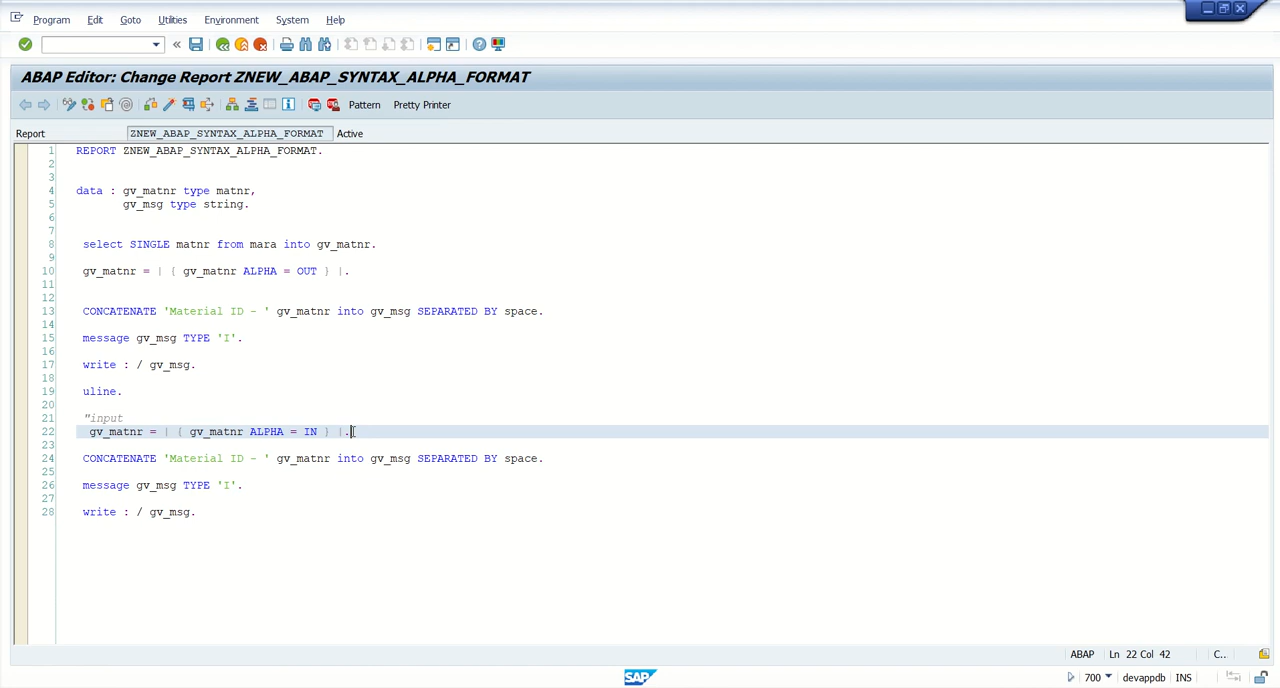 Program Edit Goto Utilities Environment System Help
ABAP Editor: Change Report ZNEW_ABAP_SYNTAX_ALPHA_FORMAT
Pattern Pretty Printer
Report ZNEW_ABAP_SYNTAX_ALPHA_FORMAT Active
1 REPORT ZNEW_ABAP_SYNTAX_ALPHA_FORMAT.
2
3
4 data : gv_matnr type matnr,
5 gv_msg type string.
6
7
8 select SINGLE matnr from mara into gv_matnr.
9
10 gv_matnr = | { gv_matnr ALPHA = OUT } |.
11
12
13 CONCATENATE 'Material ID - ' gv_matnr into gv_msg SEPARATED BY space.
14
15 message gv_msg TYPE 'I'.
16
17 write : / gv_msg.
18
19 uline.
20
21 "input
22 gv_matnr = | { gv_matnr ALPHA = IN } |.
23
24 CONCATENATE 'Material ID - ' gv_matnr into gv_msg SEPARATED BY space.
25
26 message gv_msg TYPE 'I'.
27
28 write : / gv_msg.
ABAP Ln 22 Col 42 C..
SAP 700 devappdb INS